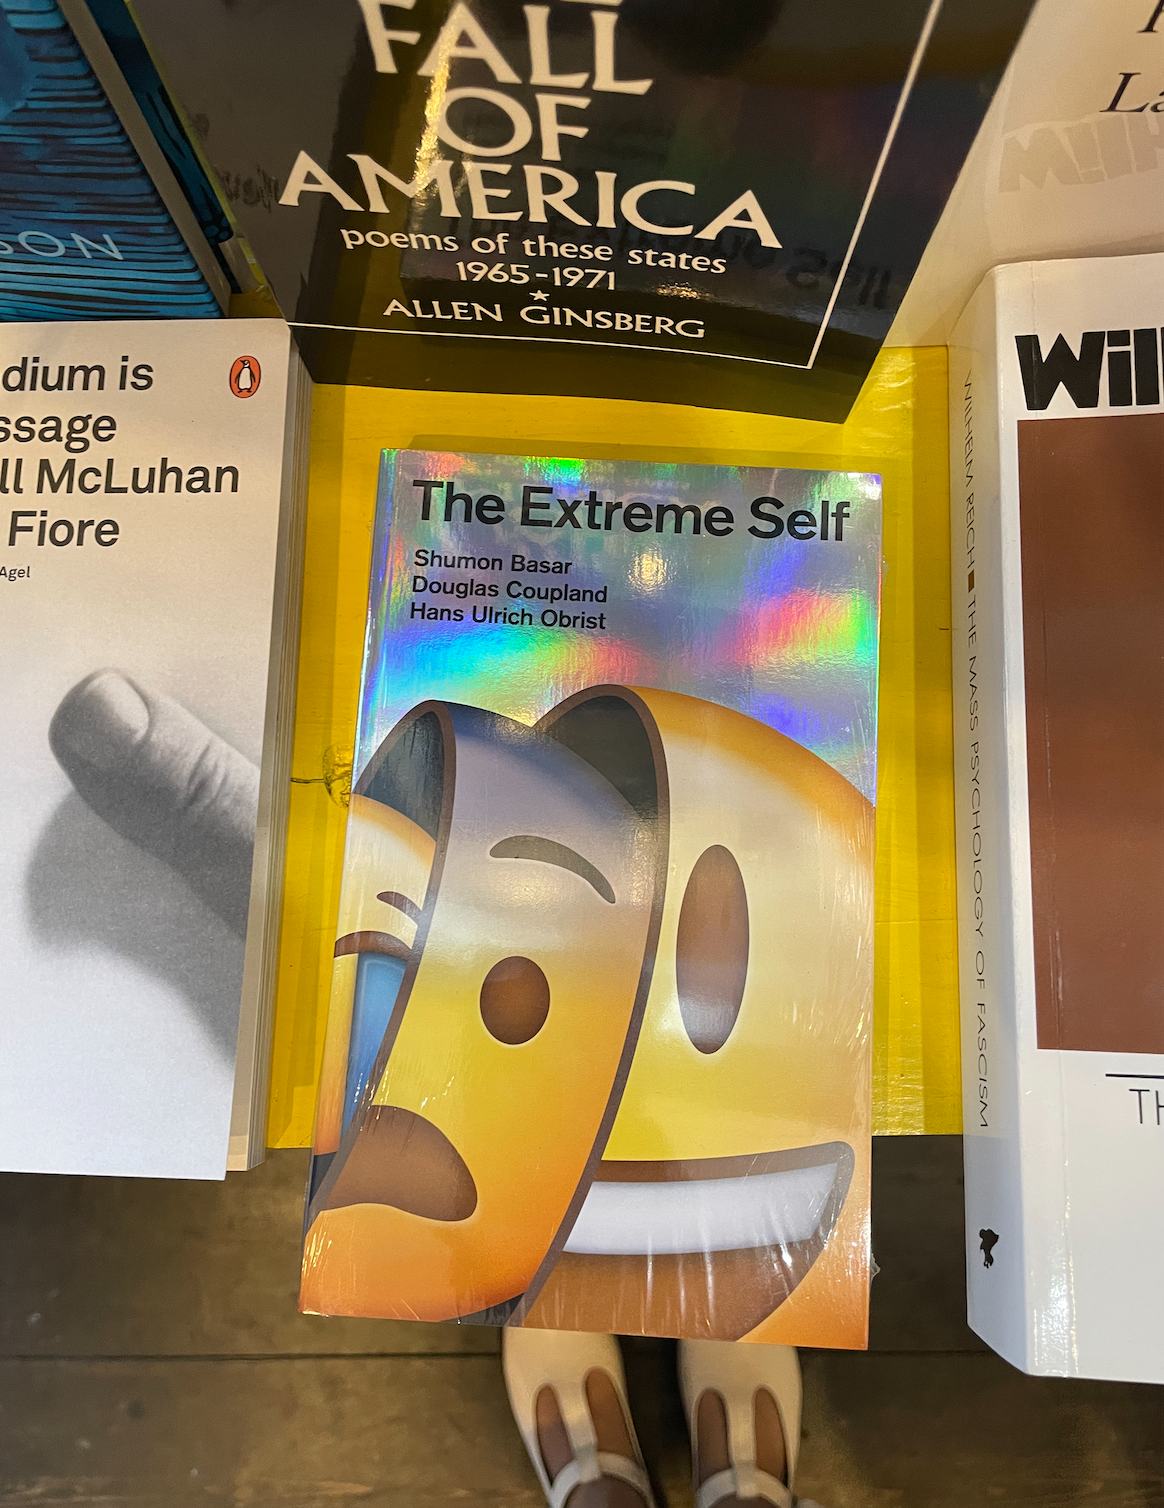 FALL
OF
AMERICA
poems of these states
1965-1971
ALLEN GINSBERG
SON
dium is
ssage
ll McLuhan
Fiore
Agel
The Extreme Self
Shumon Basar
Douglas Coupland
Hans Ulrich Obrist
La
Wil
WILHELM REICH ■ THE MASS PSYCHOLOGY OF FASCISM
TH